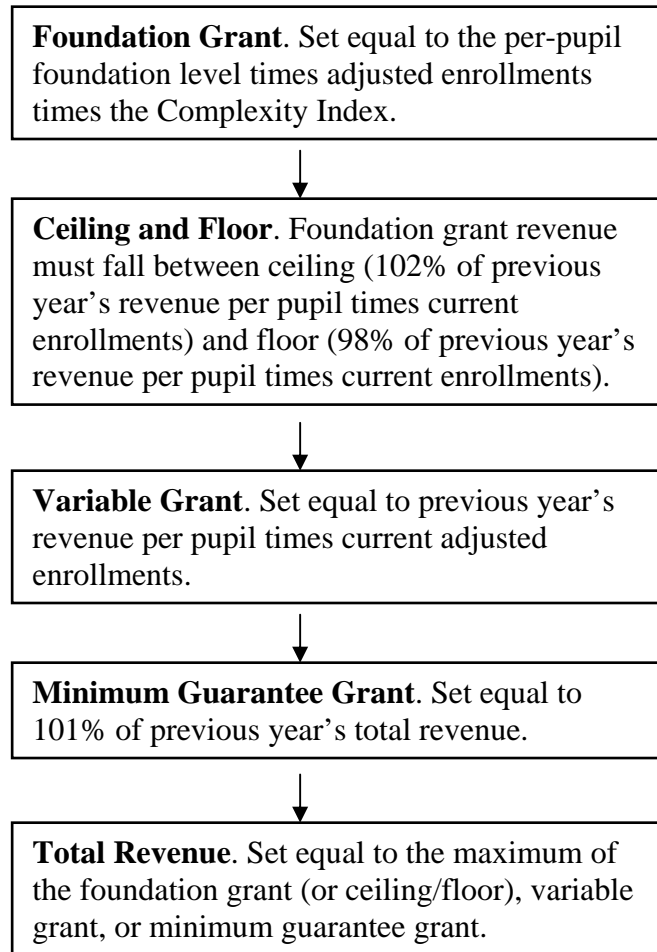 Foundation Grant. Set equal to the per-pupil
foundation level times adjusted enrollments
times the Complexity Index.
Ceiling and Floor. Foundation grant revenue
must fall between ceiling (102% of previous
year’s revenue per pupil times current
enrollments) and floor (98% of previous year’s
revenue per pupil times current enrollments).
Variable Grant. Set equal to previous year’s
revenue per pupil times current adjusted
enrollments.
Minimum Guarantee Grant. Set equal to
101% of previous year’s total revenue.
Total Revenue. Set equal to the maximum of
the foundation grant (or ceiling/floor), variable
grant, or minimum guarantee grant.